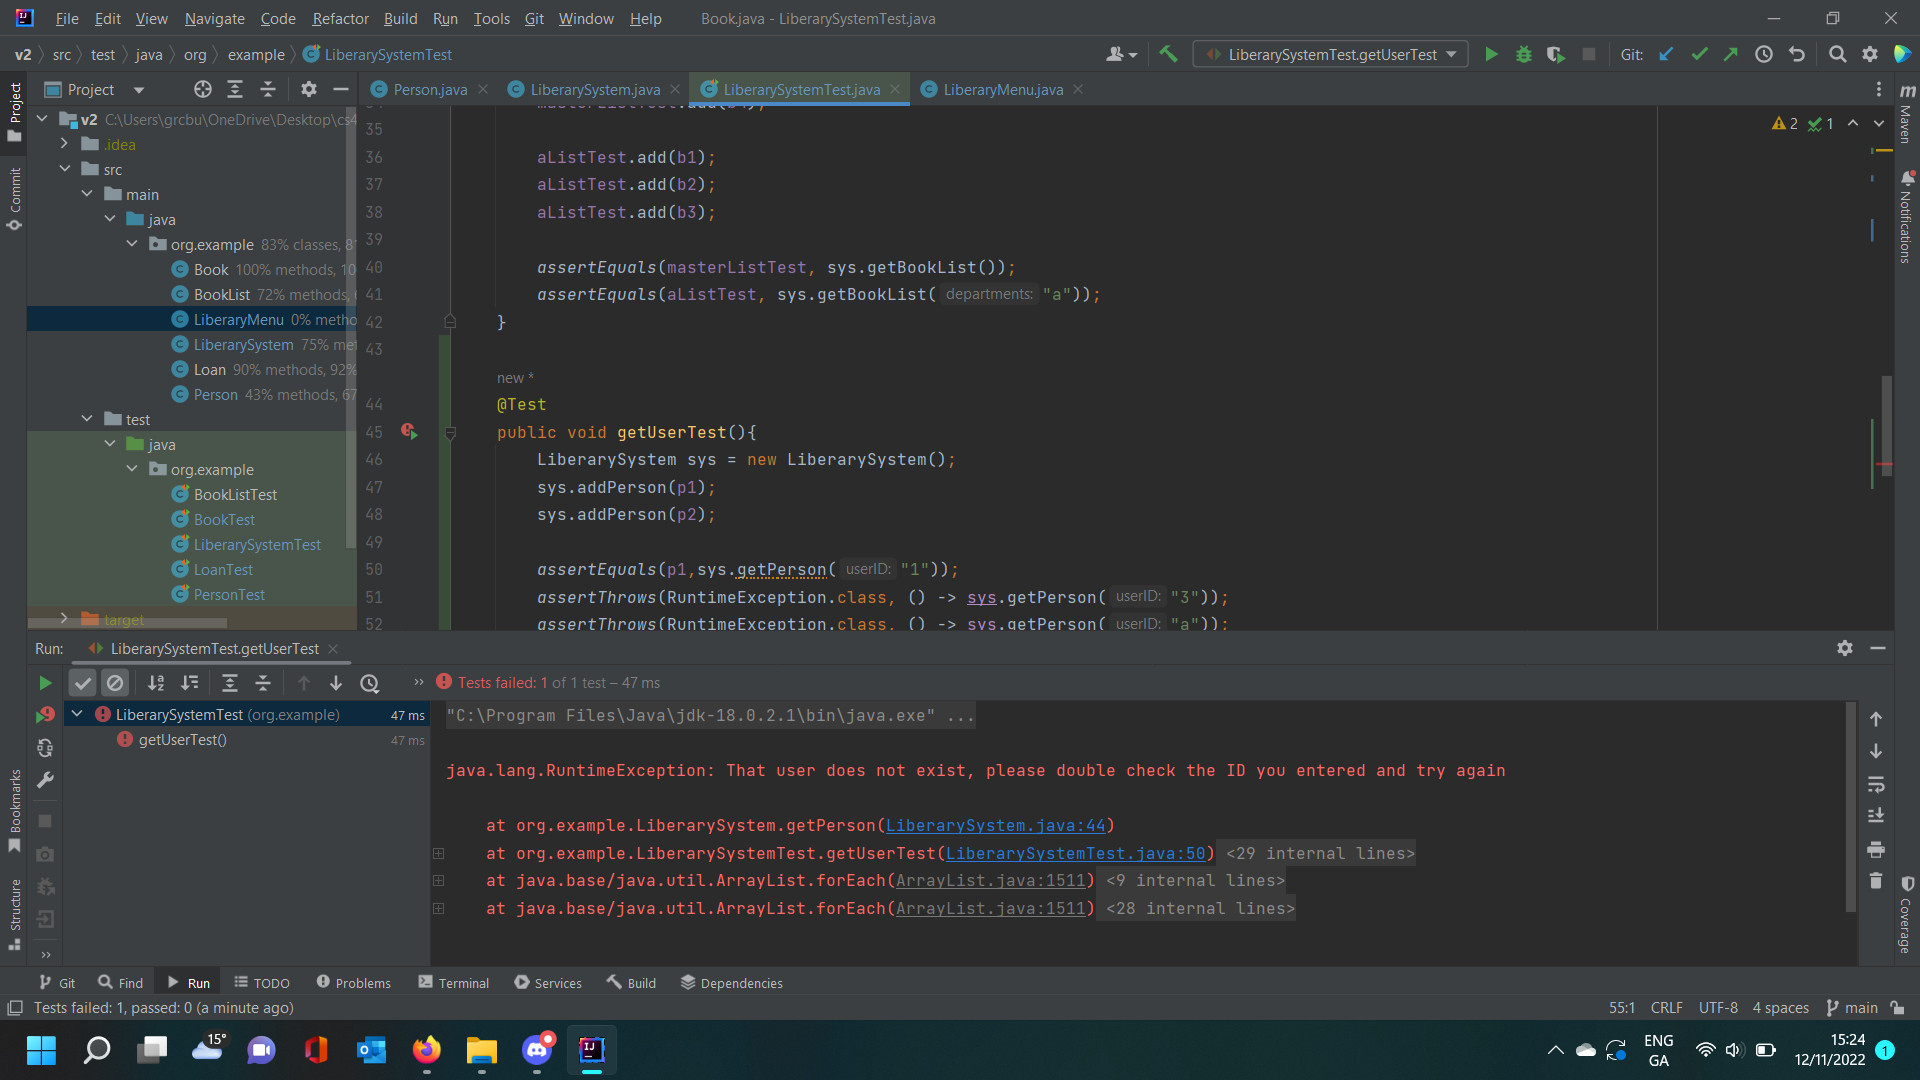 File Edit View Navigate Code Refactor Build Run Tools Git Window Help Book.java - LiberarySystemTest.java
v2 src test java org example LiberarySystemTest LiberarySystemTest.getUserTest Git:
Project Person.java LiberarySystem.java LiberarySystemTest.java LiberaryMenu.java
v2 C:\Users\grcbu\OneDrive\Desktop\cs4
.idea
src
main
java
org.example 83% classes, 8
Book 100% methods, 10
BookList 72% methods,
LiberaryMenu 0% metho
LiberarySystem 75% me
Loan 90% methods, 92%
Person 43% methods, 67
test
java
org.example
BookListTest
BookTest
LiberarySystemTest
LoanTest
PersonTest
target
Project
Commit
Bookmarks
Structure
2 1
35
36 aListTest.add(b1);
37 aListTest.add(b2);
38 aListTest.add(b3);
39
40 assertEquals(masterListTest, sys.getBookList());
41 assertEquals(aListTest, sys.getBookList( departments: "a"));
42 }
43
new *
44 @Test
45 public void getUserTest(){
46 LiberarySystem sys = new LiberarySystem();
47 sys.addPerson(p1);
48 sys.addPerson(p2);
49
50 assertEquals(p1,sys.getPerson( userID: "1"));
51 assertThrows(RuntimeException.class, () -> sys.getPerson( userID: "3"));
52 assertThrows(RuntimeException.class, () -> sys.getPerson( userID: "a"));
Maven
Notifications
Coverage
Run: LiberarySystemTest.getUserTest
Tests failed: 1 of 1 test – 47 ms
LiberarySystemTest (org.example) 47 ms
getUserTest() 47 ms
"C:\Program Files\Java\jdk-18.0.2.1\bin\java.exe" ...
java.lang.RuntimeException: That user does not exist, please double check the ID you entered and try again
at org.example.LiberarySystem.getPerson(LiberarySystem.java:44)
at org.example.LiberarySystemTest.getUserTest(LiberarySystemTest.java:50) <29 internal lines>
at java.base/java.util.ArrayList.forEach(ArrayList.java:1511) <9 internal lines>
at java.base/java.util.ArrayList.forEach(ArrayList.java:1511) <28 internal lines>
Git Find Run TODO Problems Terminal Services Build Dependencies
Tests failed: 1, passed: 0 (a minute ago) 55:1 CRLF UTF-8 4 spaces main
15°
ENG
GA
15:24
12/11/2022
1